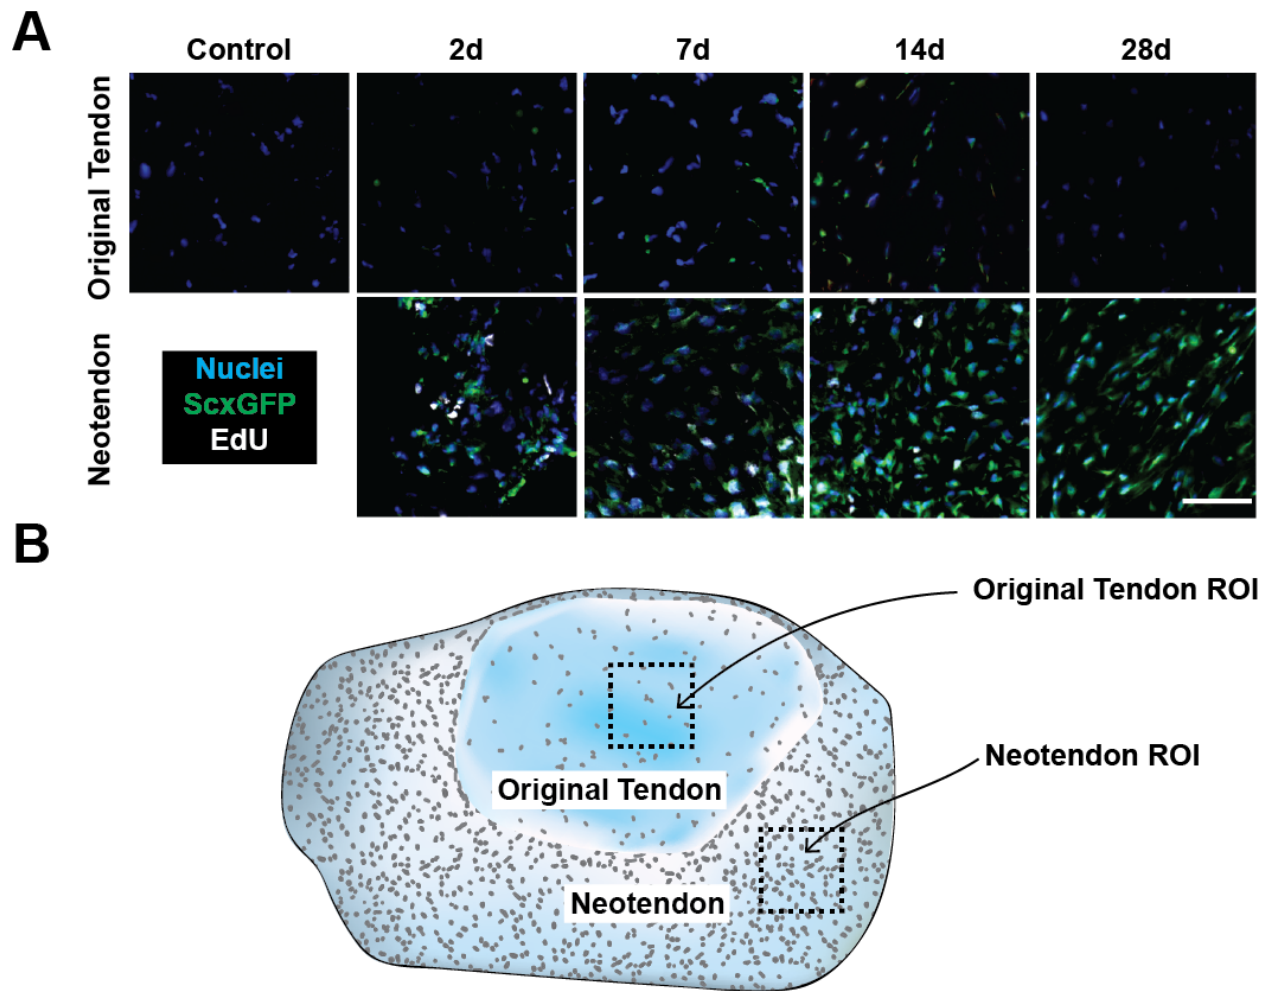 A
Control 2d 7d 14d 28d
Original Tendon
Neotendon
Nuclei
ScxGFP
EdU
B
Original Tendon ROI
Neotendon ROI
Original Tendon
Neotendon